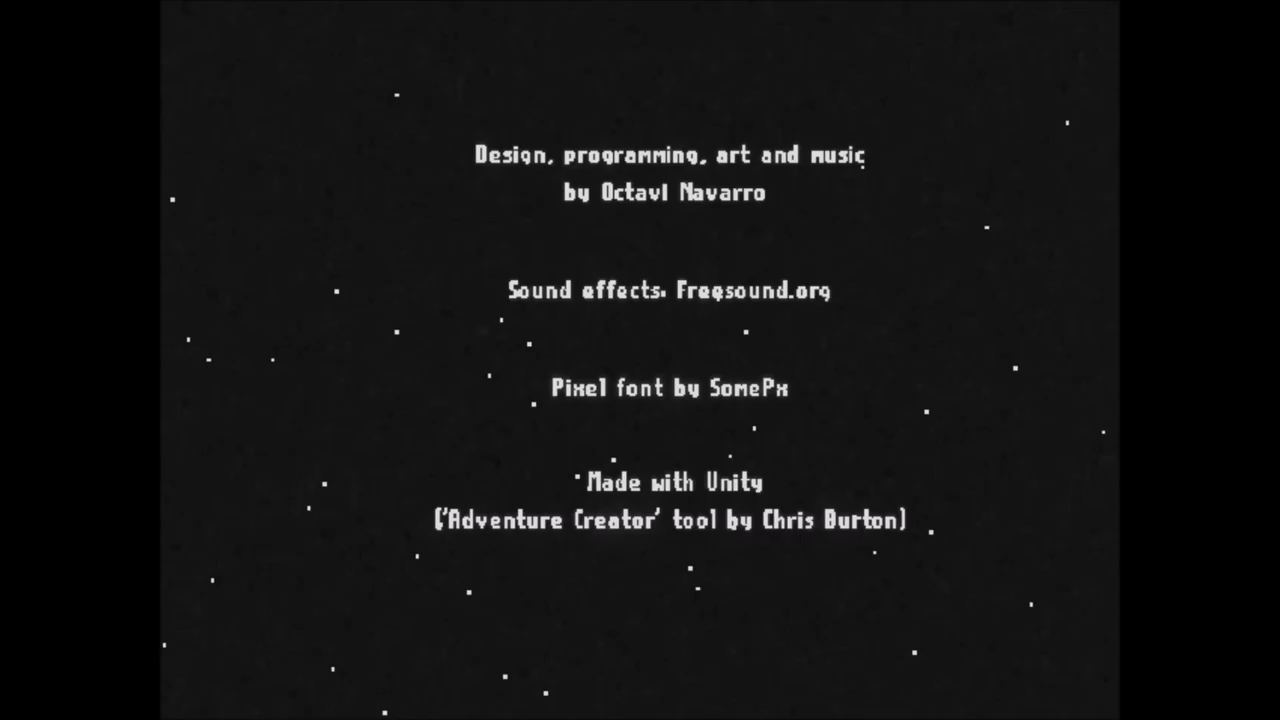 Design, programming, art and music
by Octavi Navarro
Sound effects: Freesound.org
Pixel font by SomePx
Made with Unity
('Adventure Creator' tool by Chris Burton)